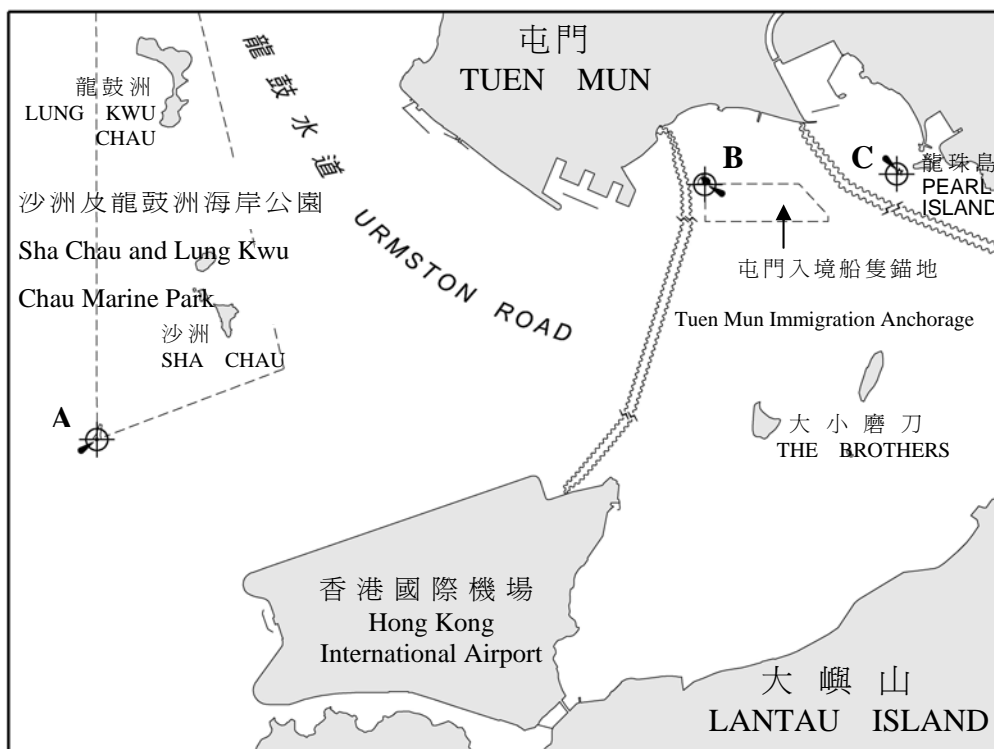 屯門
TUEN MUN
龍鼓洲
LUNG KWU
CHAU
龍鼓水道
URMSTON ROAD
B
C
龍珠島
PEARL
ISLAND
沙洲及龍鼓洲海岸公園
Sha Chau and Lung Kwu
Chau Marine Park
沙洲
SHA CHAU
屯門入境船隻錨地
Tuen Mun Immigration Anchorage
A
大小磨刀
THE BROTHERS
香港國際機場
Hong Kong
International Airport
大嶼山
LANTAU ISLAND